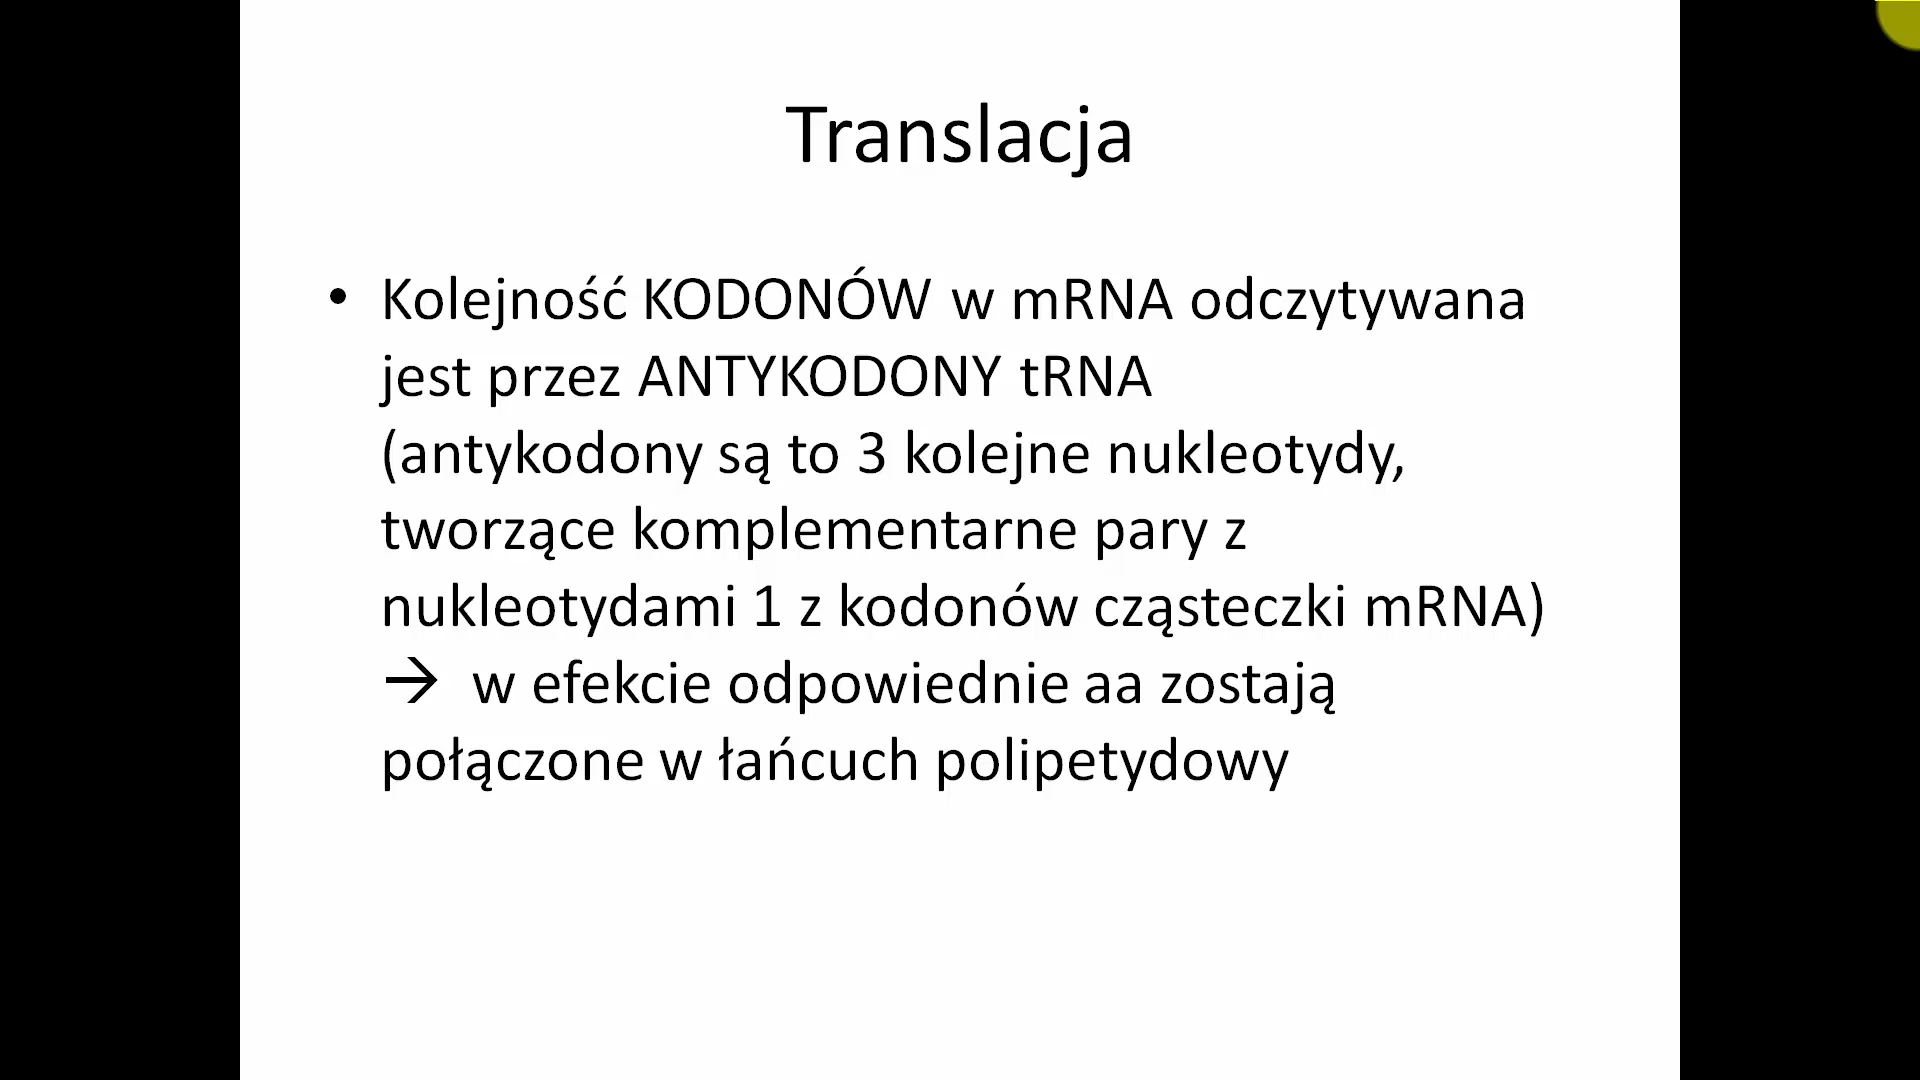 Translacja
• Kolejność KODONÓW w mRNA odczytywana
jest przez ANTYKODONY tRNA
(antykodony są to 3 kolejne nukleotydy,
tworzące komplementarne pary z
nukleotydami 1 z kodonów cząsteczki mRNA)
→ w efekcie odpowiednie aa zostają
połączone w łańcuch polipetydowy